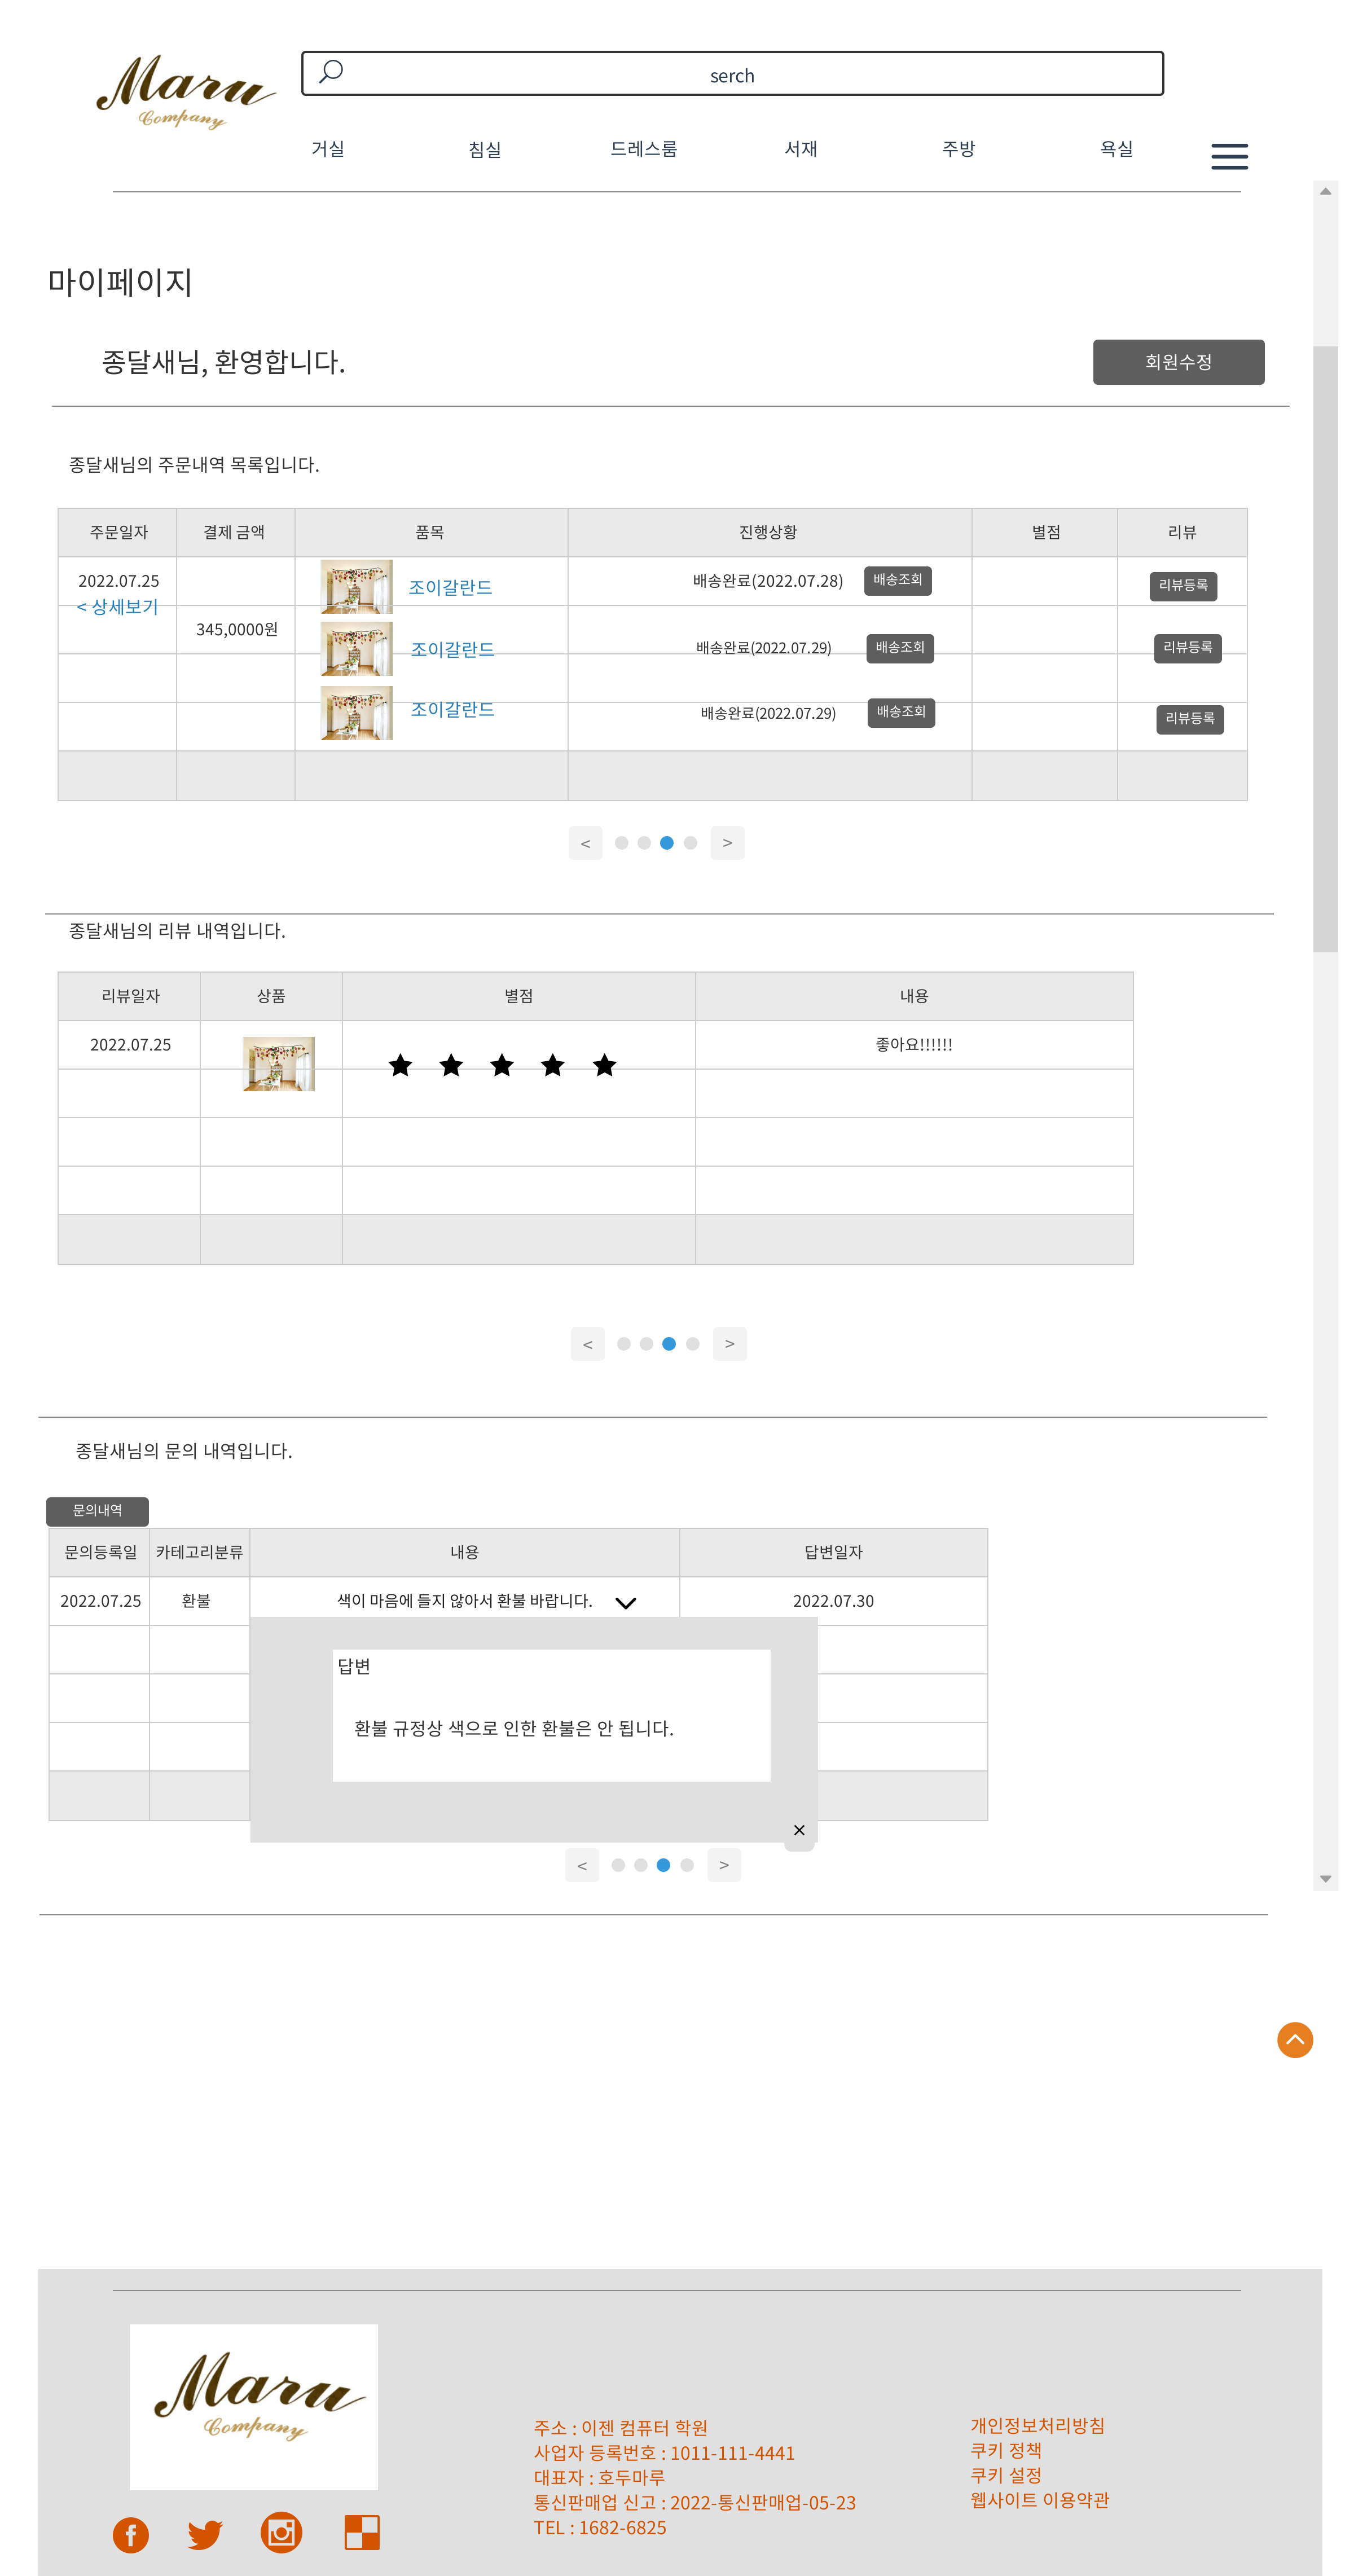 Maru
Company
serch
거실 침실 드레스룸 서재 주방 욕실
마이페이지
종달새님, 환영합니다.
회원수정
종달새님의 주문내역 목록입니다.
주문일자 결제 금액 품목 진행상황 별점 리뷰
2022.07.25 조이갈란드 배송완료(2022.07.28) 배송조회 리뷰등록
< 상세보기
345,0000원
조이갈란드 배송완료(2022.07.29) 배송조회 리뷰등록
조이갈란드 배송완료(2022.07.29) 배송조회 리뷰등록
< >
종달새님의 리뷰 내역입니다.
리뷰일자 상품 별점 내용
2022.07.25 좋아요!!!!!!
< >
종달새님의 문의 내역입니다.
문의내역
문의등록일 카테고리분류 내용 답변일자
2022.07.25 환불 색이 마음에 들지 않아서 환불 바랍니다. 2022.07.30
답변
환불 규정상 색으로 인한 환불은 안 됩니다.
< >
Maru
Company
주소 : 이젠 컴퓨터 학원
사업자 등록번호 : 1011-111-4441
대표자 : 호두마루
통신판매업 신고 : 2022-통신판매업-05-23
TEL : 1682-6825
개인정보처리방침
쿠키 정책
쿠키 설정
웹사이트 이용약관